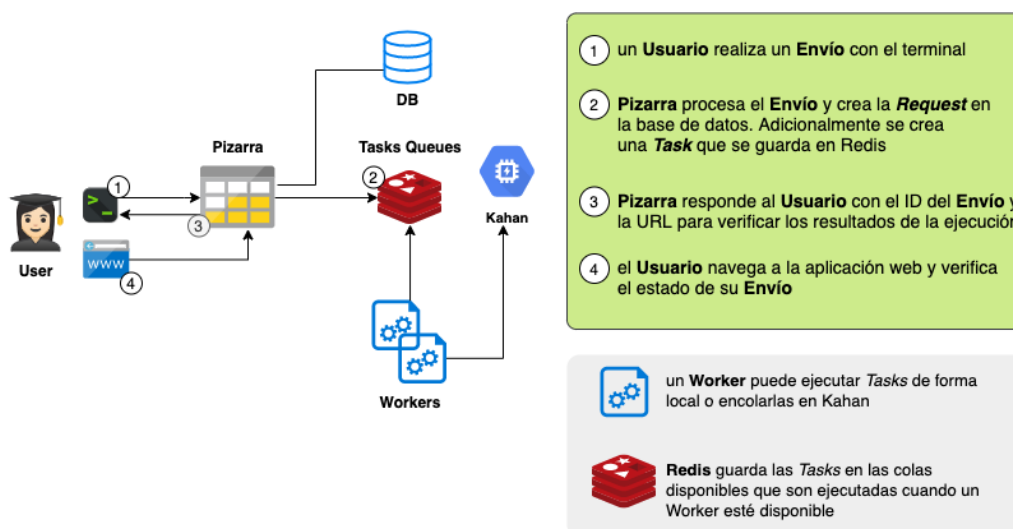 DB
Pizarra
Tasks Queues
1
2
3
4
User
WWW
Kahan
Workers
1 un Usuario realiza un Envío con el terminal
2 Pizarra procesa el Envío y crea la Request en
la base de datos. Adicionalmente se crea
una Task que se guarda en Redis
3 Pizarra responde al Usuario con el ID del Envío y
la URL para verificar los resultados de la ejecución
4 el Usuario navega a la aplicación web y verifica
el estado de su Envío
un Worker puede ejecutar Tasks de forma
local o encolarlas en Kahan
Redis guarda las Tasks en las colas
disponibles que son ejecutadas cuando un
Worker esté disponible